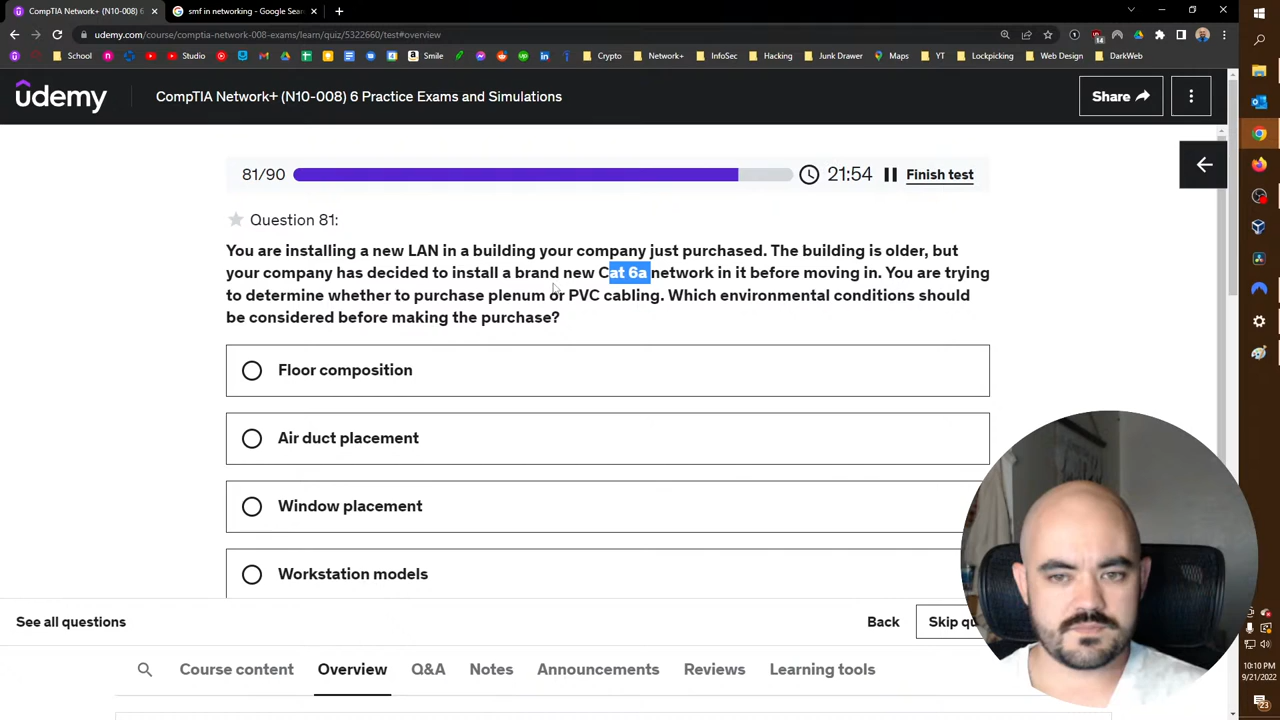 CompTIA Network+ (N10-008) 6
smf in networking - Google Sear
udemy.com/course/comptia-network-008-exams/learn/quiz/5322660/test#overview
School
Studio
Smile
Crypto
Network+
InfoSec
Hacking
Junk Drawer
Maps
YT
Lockpicking
Web Design
DarkWeb
ûdemy
CompTIA Network+ (N10-008) 6 Practice Exams and Simulations
Share
81/90
21:54
Finish test
Question 81:
You are installing a new LAN in a building your company just purchased. The building is older, but
your company has decided to install a brand new Cat 6a network in it before moving in. You are trying
to determine whether to purchase plenum or PVC cabling. Which environmental conditions should
be considered before making the purchase?
Floor composition
Air duct placement
Window placement
Workstation models
See all questions
Back
Skip qu
Course content
Overview
Q&A
Notes
Announcements
Reviews
Learning tools
10:10 PM
9/21/2022
23